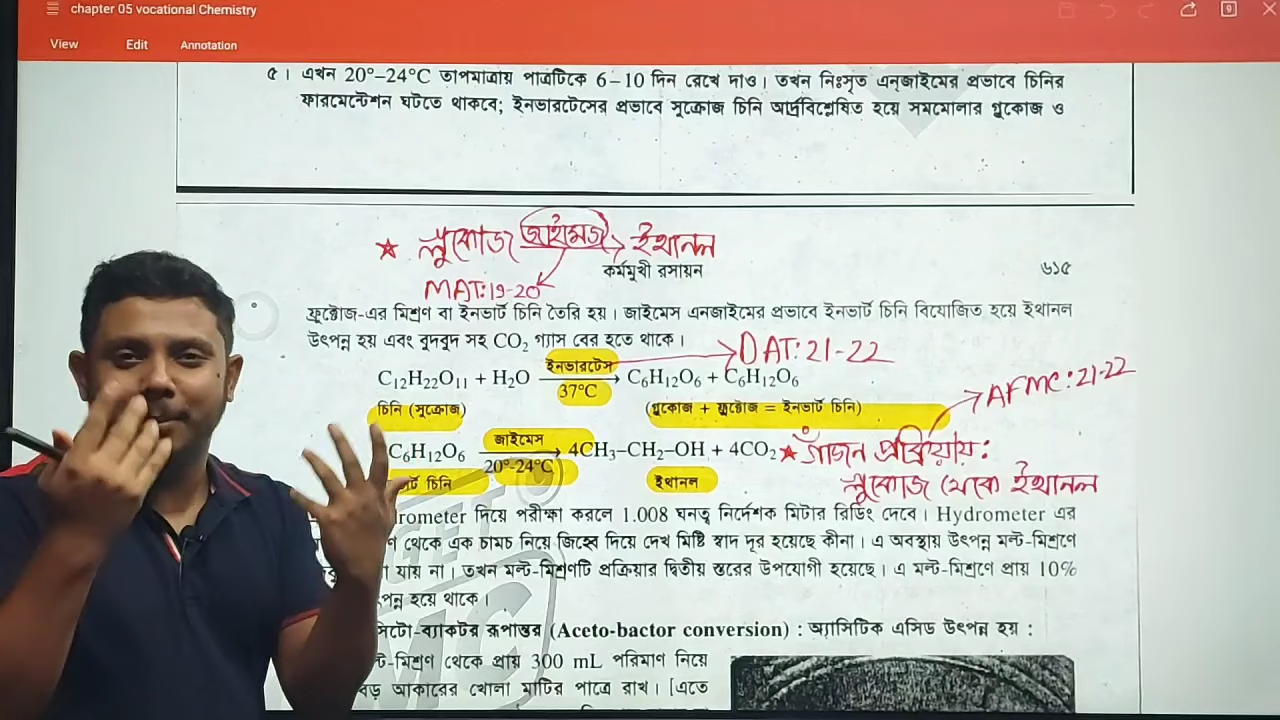 chapter 05 vocational Chemistry
9
View Edit Annotation
৫। এখন 20°–24°C তাপমাত্রায় পাত্রটিকে 6–10 দিন রেখে দাও। তখন নিঃসৃত এনজাইমের প্রভাবে চিনির
ফারমেন্টেশন ঘটতে থাকবে; ইনভারটেসের প্রভাবে সুক্রোজ চিনি আর্দ্রবিশ্লেষিত হয়ে সমমোলার গ্লুকোজ ও
★ গ্লুকোজ জাইমেজ → ইথানল
কর্মমুখী রসায়ন ৬১৫
MAT:19-20
ফ্রুক্টোজ-এর মিশ্রণ বা ইনভার্ট চিনি তৈরি হয়। জাইমেস এনজাইমের প্রভাবে ইনভার্ট চিনি বিযোজিত হয়ে ইথানল
উৎপন্ন হয় এবং বুদবুদ সহ CO₂ গ্যাস বের হতে থাকে।
DAT:21-22
ইনভারটেস
C₁₂H₂₂O₁₁ + H₂O → C₆H₁₂O₆ + C₆H₁₂O₆
37°C
AFMC:21-22
চিনি (সুক্রোজ) (গ্লুকোজ + ফ্রুক্টোজ = ইনভার্ট চিনি)
জাইমেস
C₆H₁₂O₆ → 4CH₃–CH₂–OH + 4CO₂ ★ গাঁজন প্রক্রিয়ায়:
20°-24°C
র্ট চিনি ইথানল গ্লুকোজ থেকে ইথানল
rometer দিয়ে পরীক্ষা করলে 1.008 ঘনত্ব নির্দেশক মিটার রিডিং দেবে। Hydrometer এর
থেকে এক চামচ নিয়ে জিহ্বে দিয়ে দেখ মিষ্টি স্বাদ দূর হয়েছে কীনা। এ অবস্থায় উৎপন্ন মল্ট-মিশ্রণে
যায় না। তখন মল্ট-মিশ্রণটি প্রক্রিয়ার দ্বিতীয় স্তরের উপযোগী হয়েছে। এ মল্ট-মিশ্রণে প্রায় 10%
পন্ন হয়ে থাকে।
সিটো-ব্যাকটর রূপান্তর (Aceto-bactor conversion) : অ্যাসিটিক এসিড উৎপন্ন হয় :
ট-মিশ্রণ থেকে প্রায় 300 mL পরিমাণ নিয়ে
বড় আকারের খোলা মাটির পাত্রে রাখ। [এতে